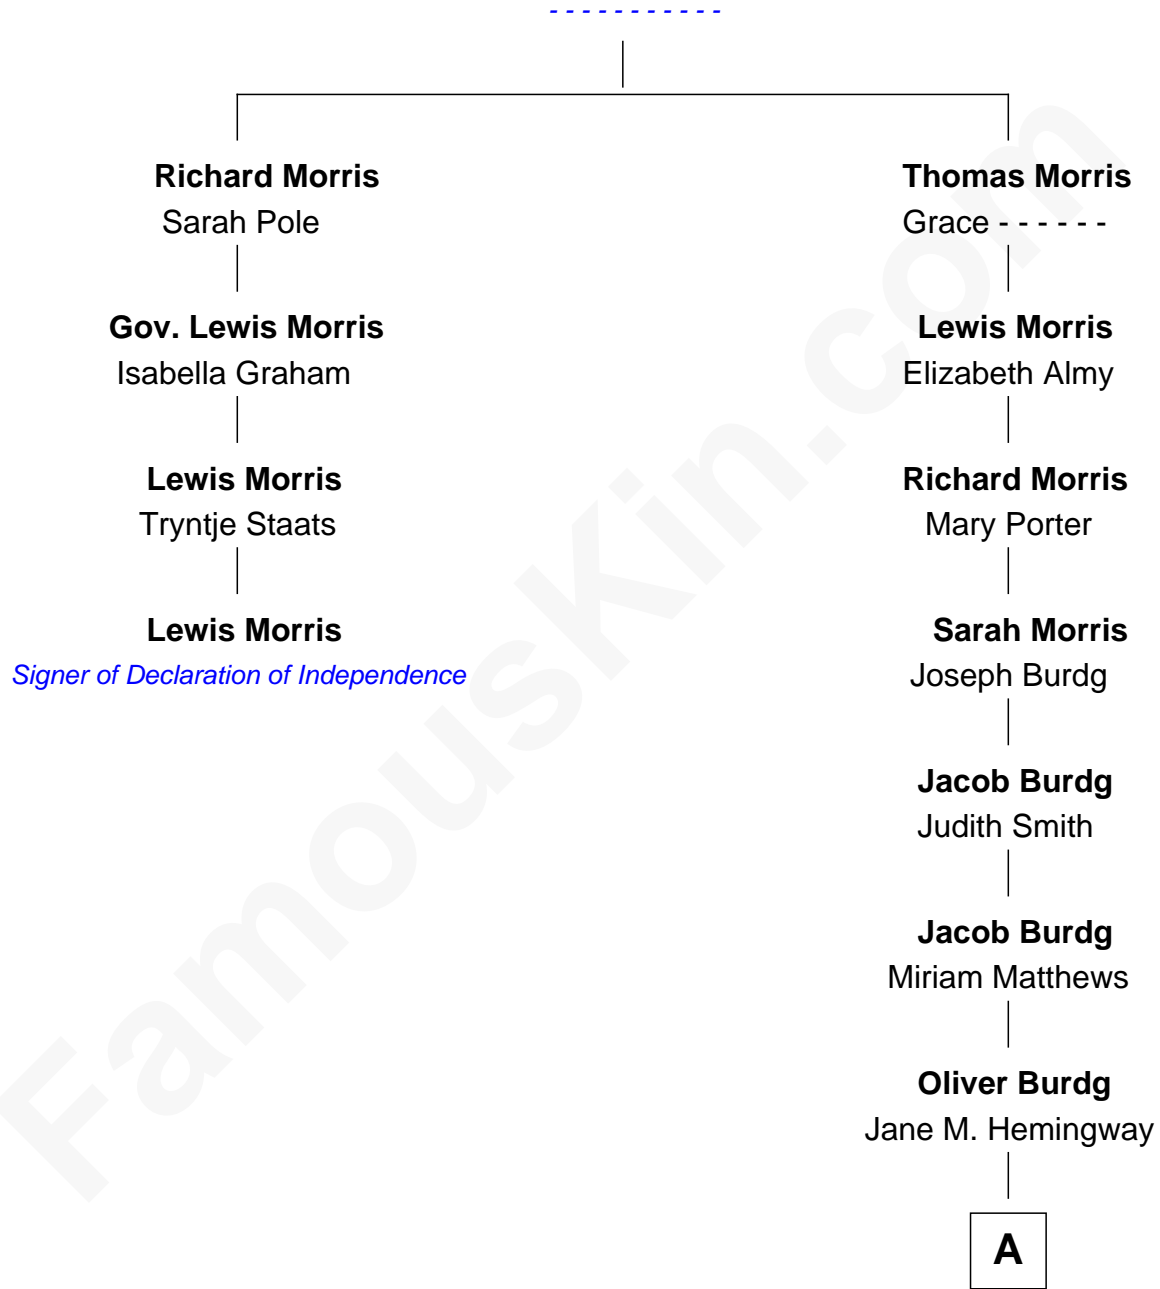 - - - - - - - - - - -
Richard Morris
Sarah Pole
Thomas Morris
Grace - - - - - -
Gov. Lewis Morris
Isabella Graham
Lewis Morris
Elizabeth Almy
Lewis Morris
Tryntje Staats
Richard Morris
Mary Porter
Lewis Morris
Signer of Declaration of Independence
Sarah Morris
Joseph Burdg
Jacob Burdg
Judith Smith
Jacob Burdg
Miriam Matthews
Oliver Burdg
Jane M. Hemingway
A
FamousKin.com